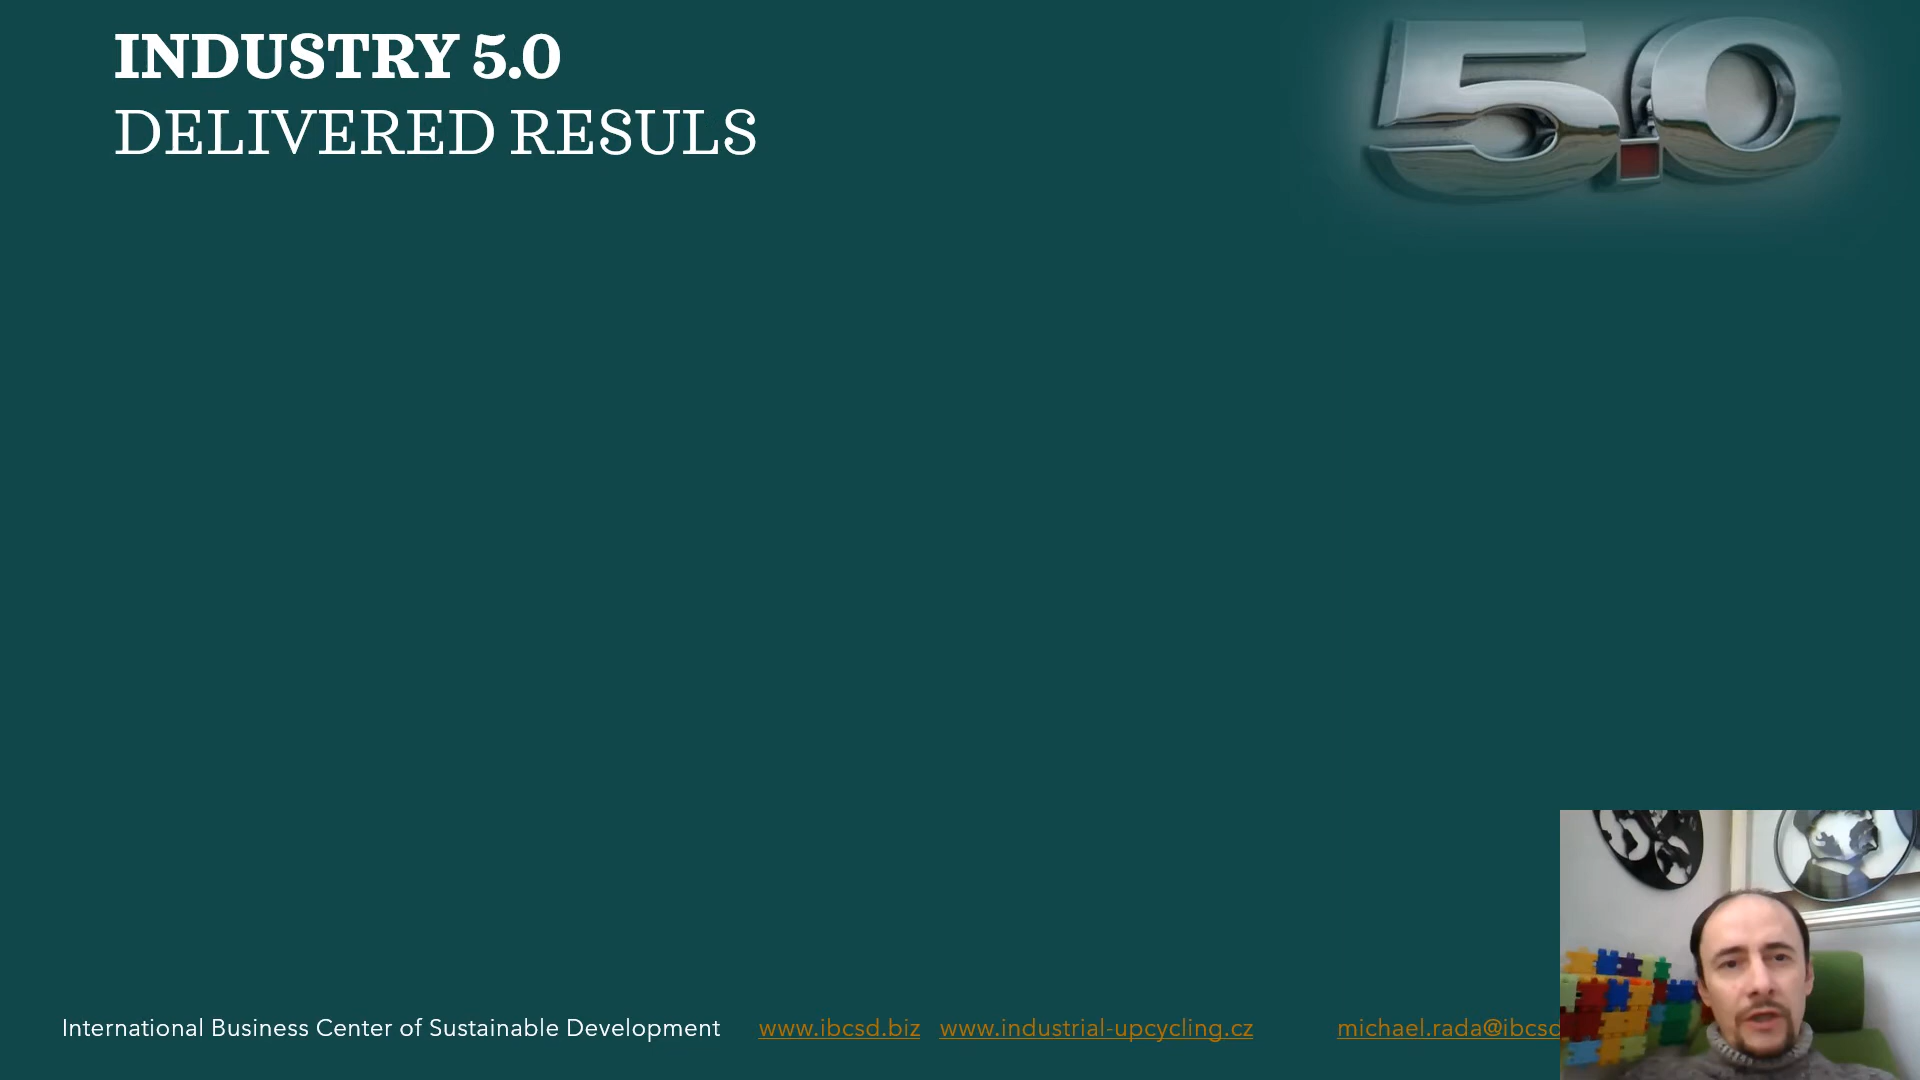 INDUSTRY 5.0
DELIVERED RESULS
5.0
International Business Center of Sustainable Development www.ibcsd.biz www.industrial-upcycling.cz michael.rada@ibcsd